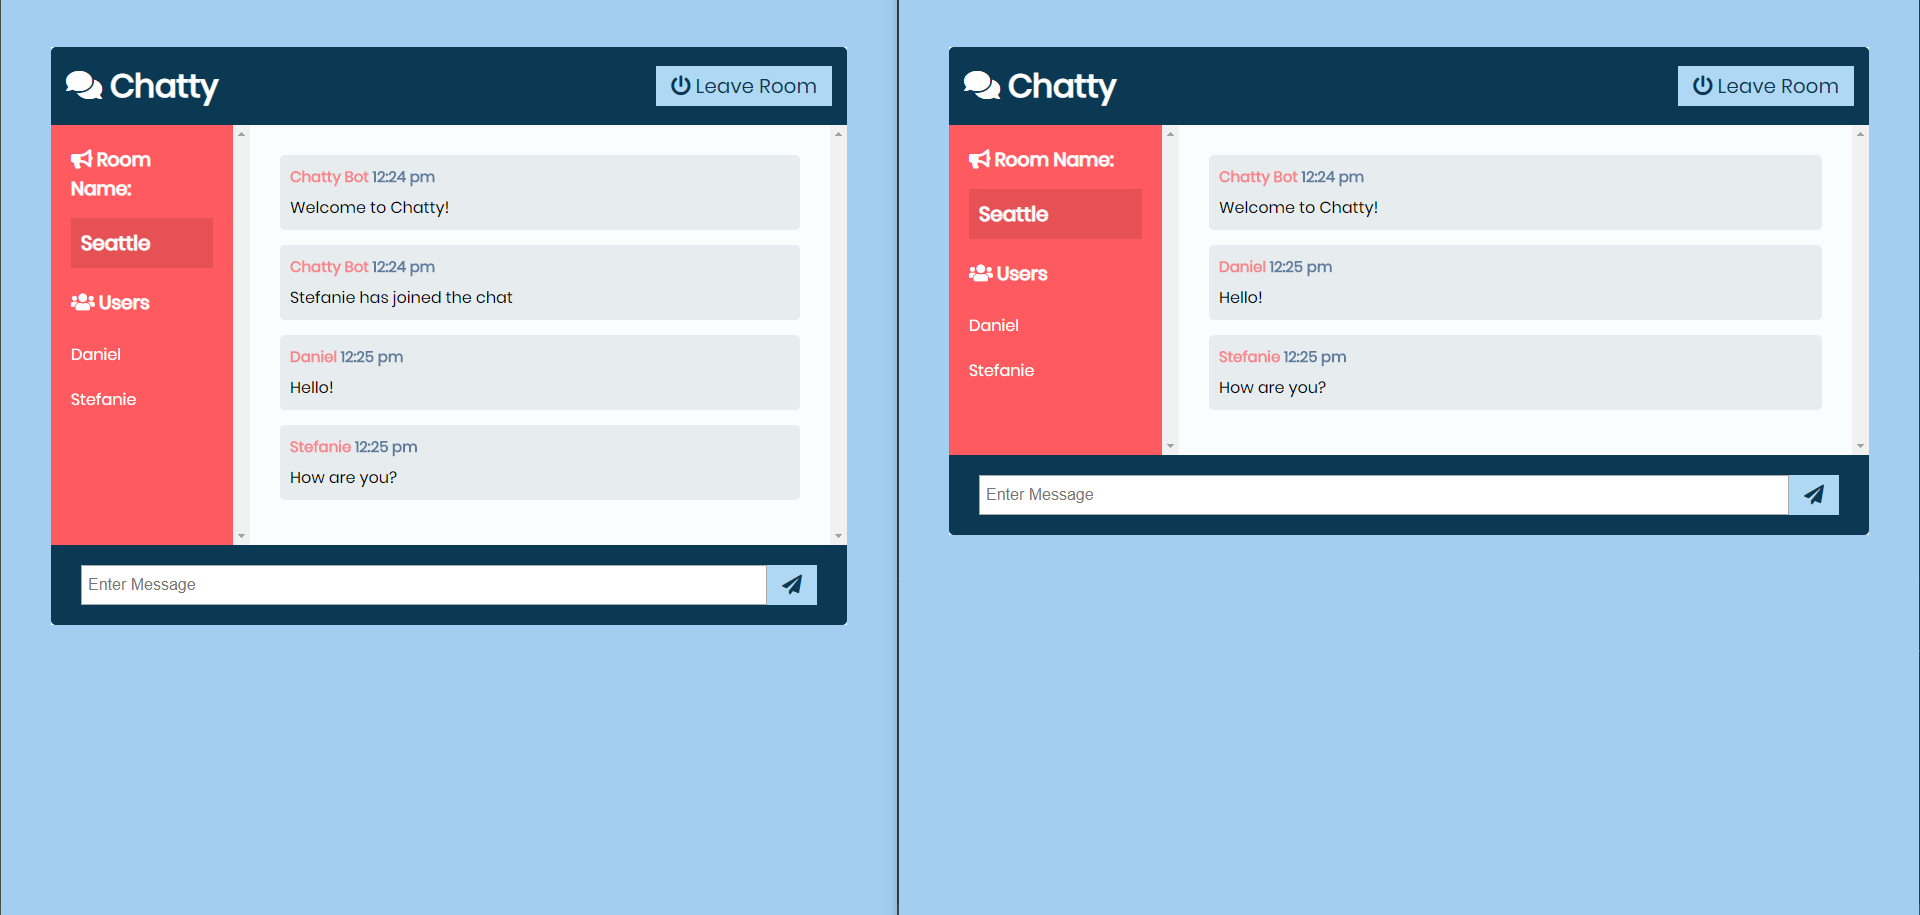 Chatty
Leave Room
Room
Name:
Seattle
Users
Daniel
Stefanie
Chatty Bot 12:24 pm
Welcome to Chatty!
Chatty Bot 12:24 pm
Stefanie has joined the chat
Daniel 12:25 pm
Hello!
Stefanie 12:25 pm
How are you?
Enter Message
Chatty
Leave Room
Room Name:
Seattle
Users
Daniel
Stefanie
Chatty Bot 12:24 pm
Welcome to Chatty!
Daniel 12:25 pm
Hello!
Stefanie 12:25 pm
How are you?
Enter Message